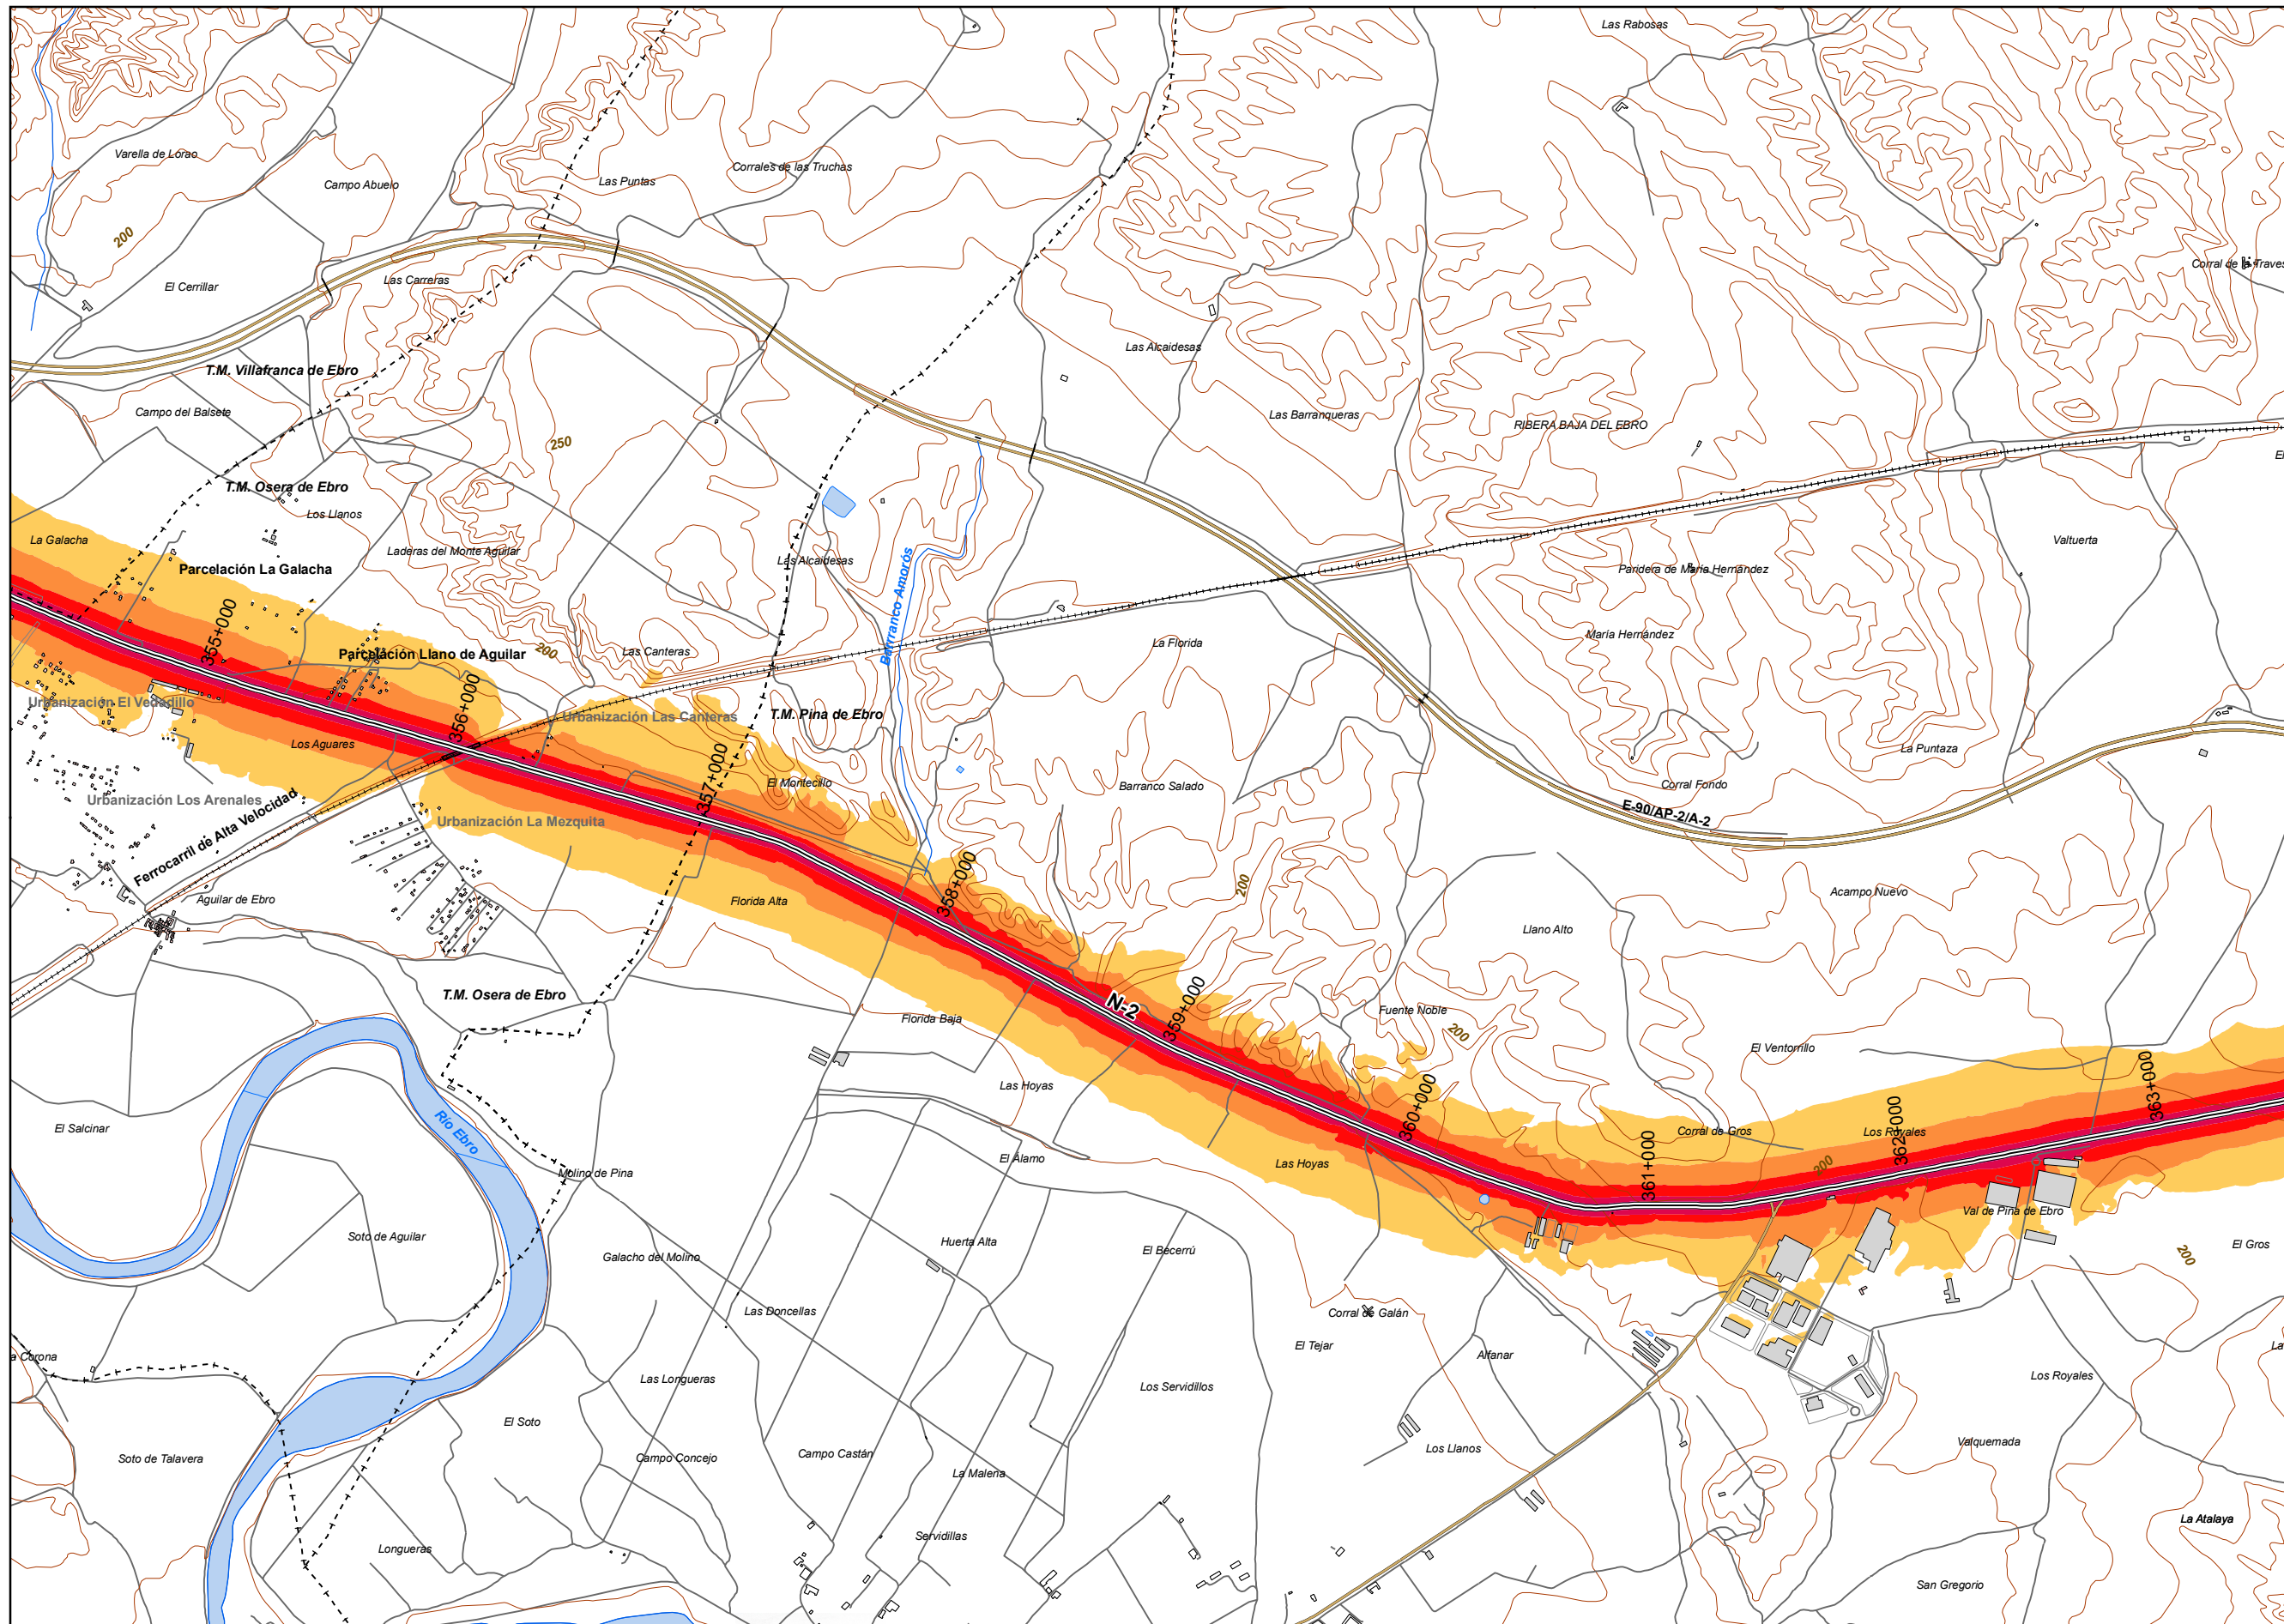 Las Rabosas
Varella de Lorao
Campo Abuelo
Las Puntas
Corrales de las Truchas
200
El Cerrillar
Las Carreras
Corral de
Las Alcaidesas
T.M. Villafranca de Ebro
Campo del Balsete
Las Barranqueras
RIBERA BAJA DEL EBRO
250
T.M. Osera de Ebro
Los Llanos
La Galacha
Laderas del Monte Aguilar
Las Alcaidesas
Valtuerta
Parcelación La Galacha
Paridera de María Hernández
Barranco Amorós
355+000
María Hernández
La Florida
Parcelación Llano de Aguilar
200
Las Canteras
Urbanización El Vedadillo
356+000
Urbanización Las Canteras
T.M. Pina de Ebro
Los Aguares
La Puntaza
357+000
El Montecillo
Barranco Salado
Corral Fondo
Urbanización Los Arenales
E-90/AP-2/A-2
Urbanización La Mezquita
Ferrocarril de Alta Velocidad
358+000
200
Aguilar de Ebro
Florida Alta
Acampo Nuevo
Llano Alto
T.M. Osera de Ebro
N-2
359+000
Florida Baja
Fuente Noble
200
El Ventorrillo
Las Hoyas
360+000
363+000
El Salcinar
Río Ebro
Corral de Gros
Los Royales
362+000
361+000
El Álamo
Las Hoyas
200
Molino de Pina
Val de Pina de Ebro
Soto de Aguilar
Huerta Alta
El Becerrú
Galacho del Molino
El Gros
200
Las Doncellas
Corral de Galán
El Tejar
Alfanar
a Corona
La
Las Longueras
Los Servidillos
Los Royales
El Soto
Soto de Talavera
Campo Concejo
Campo Castán
Los Llanos
Valquemada
La Malena
La Atalaya
Servidillas
Longueras
San Gregorio